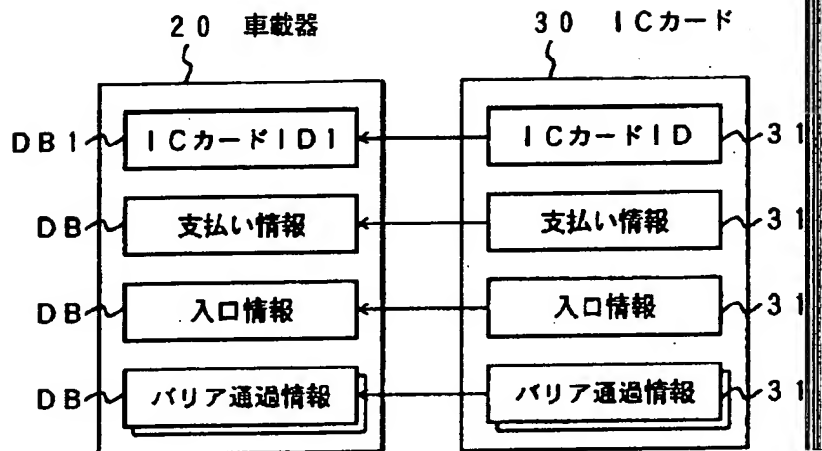 20 車載器 30 ICカード
DB1 ICカードID1 ICカードID 31
DB 支払い情報 支払い情報 31
DB 入口情報 入口情報 31
DB バリア通過情報 バリア通過情報 31